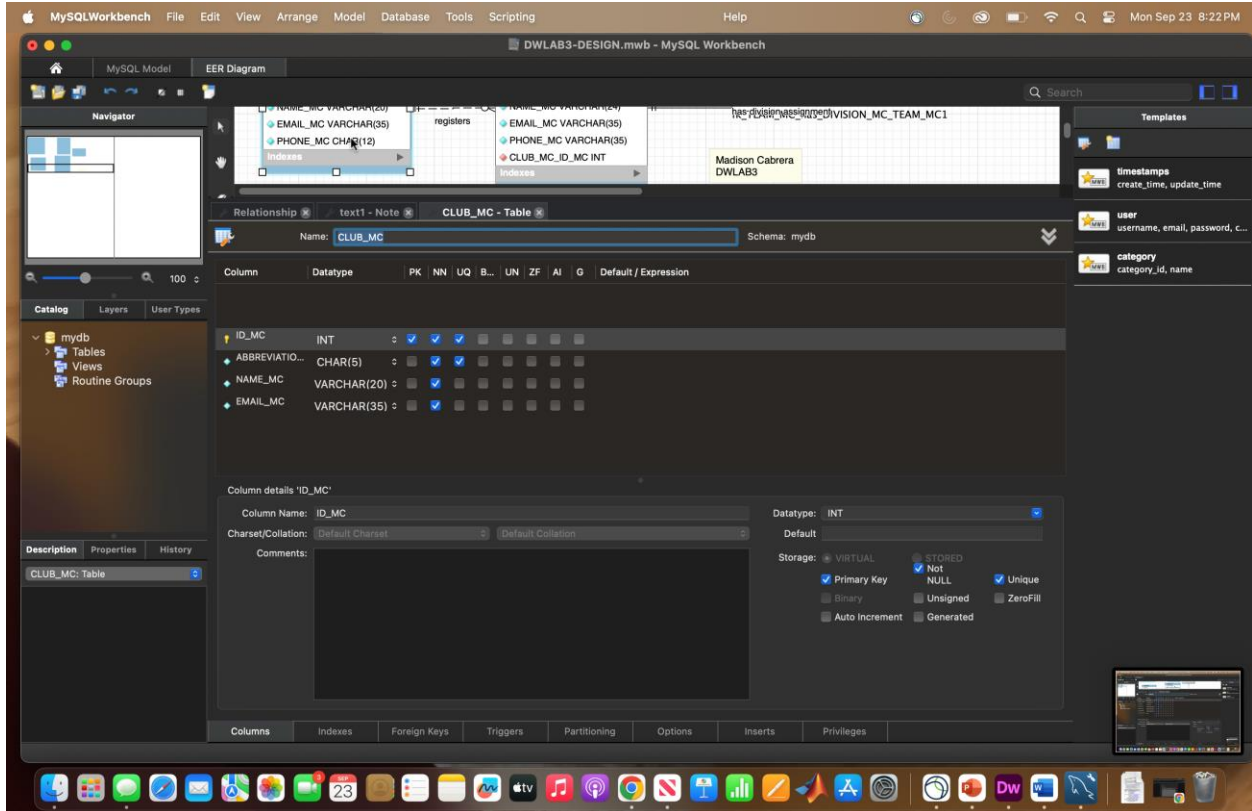 MySQLWorkbench File Edit View Arrange Model Database Tools Scripting Help Mon Sep 23 8:22 PM
DWLAB3-DESIGN.mwb - MySQL Workbench
MySQL Model EER Diagram
Search
Navigator
NAME_MC VARCHAR(20)
EMAIL_MC VARCHAR(35)
PHONE_MC CHAR(12)
Indexes
registers
NAME_MC VARCHAR(24)
EMAIL_MC VARCHAR(35)
PHONE_MC VARCHAR(35)
CLUB_MC_ID_MC INT
Indexes
has-division-assignment
DIVISION_MC_TEAM_MC1
Madison Cabrera
DWLAB3
Templates
timestamps
create_time, update_time
user
username, email, password, c...
category
category_id, name
Relationship text1 - Note CLUB_MC - Table
Name: CLUB_MC Schema: mydb
100
Column Datatype PK NN UQ B... UN ZF AI G Default / Expression
ID_MC INT
ABBREVIATIO... CHAR(5)
NAME_MC VARCHAR(20)
EMAIL_MC VARCHAR(35)
Catalog Layers User Types
mydb
Tables
Views
Routine Groups
Column details 'ID_MC'
Column Name: ID_MC Datatype: INT
Charset/Collation: Default Charset Default Collation Default
Comments: Storage: VIRTUAL STORED
Primary Key Not NULL Unique
Binary Unsigned ZeroFill
Auto Increment Generated
Description Properties History
CLUB_MC: Table
Columns Indexes Foreign Keys Triggers Partitioning Options Inserts Privileges
SEP
23
tv
Dw